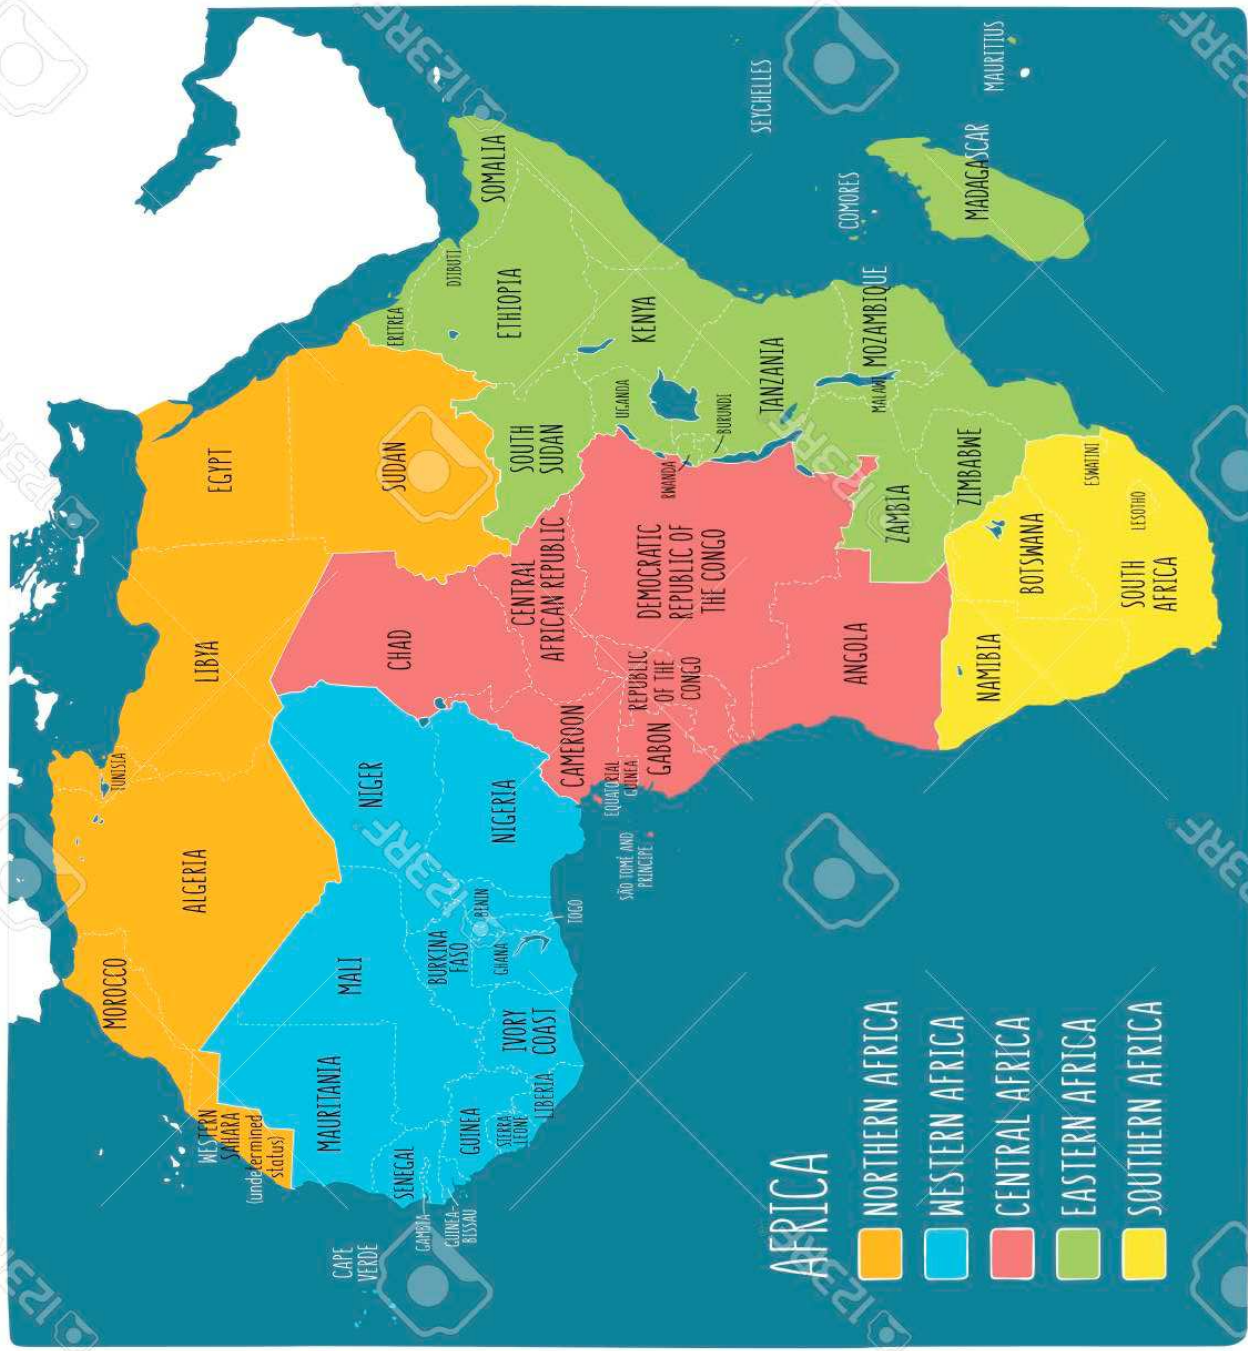 TUNISIA
MOROCCO
ALGERIA
LIBYA
EGYPT
WESTERN
SAHARA
(undetermined
status)
MAURITANIA
MALI
NIGER
CHAD
SUDAN
ERITREA
DJIBUTI
SOMALIA
CAPE
VERDE
SENEGAL
GAMBIA
GUINEA-
BISSAU
GUINEA
SIERRA
LEONE
LIBERIA
IVORY
COAST
BURKINA
FASO
GHANA
TOGO
BENIN
NIGERIA
CAMEROON
CENTRAL
AFRICAN REPUBLIC
SOUTH
SUDAN
ETHIOPIA
EQUATORIAL
GUINEA
SÃO TOMÉ AND
PRINCIPE
GABON
REPUBLIC
OF THE
CONGO
DEMOCRATIC
REPUBLIC OF
THE CONGO
UGANDA
KENYA
RWANDA
BURUNDI
TANZANIA
SEYCHELLES
COMORES
ANGOLA
ZAMBIA
MALAWI
MOZAMBIQUE
ZIMBABWE
MADAGASCAR
MAURITIUS
NAMIBIA
BOTSWANA
ESWATINI
LESOTHO
SOUTH
AFRICA
AFRICA
NORTHERN AFRICA
WESTERN AFRICA
CENTRAL AFRICA
EASTERN AFRICA
SOUTHERN AFRICA
123RF